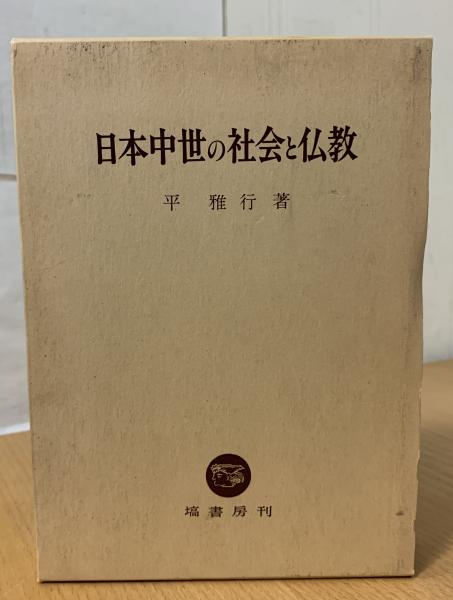 日本中世の社会と仏教
平 雅行著
塙書房刊